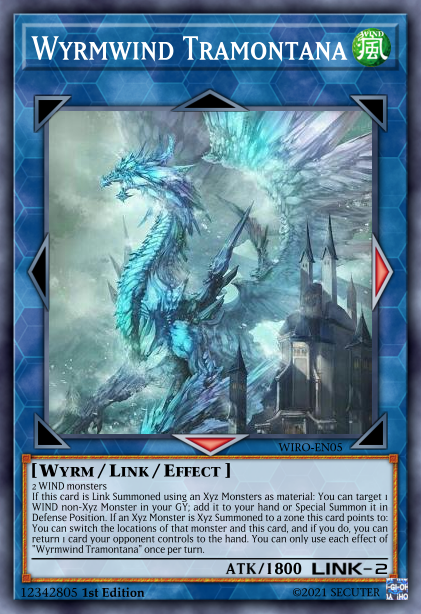 WYRMWIND TRAMONTANA
WIND
風
WIRO-EN05
[WYRM / LINK / EFFECT ]
2 WIND monsters
If this card is Link Summoned using an Xyz Monsters as material: You can target 1
WIND non-Xyz Monster in your GY; add it to your hand or Special Summon it in
Defense Position. If an Xyz Monster is Xyz Summoned to a zone this card points to:
You can switch the locations of that monster and this card, and if you do, you can
return 1 card your opponent controls to the hand. You can only use each effect of
"Wyrmwind Tramontana" once per turn.
ATK/1800 LINK-2
12342805 1st Edition
©2021 SECUTER